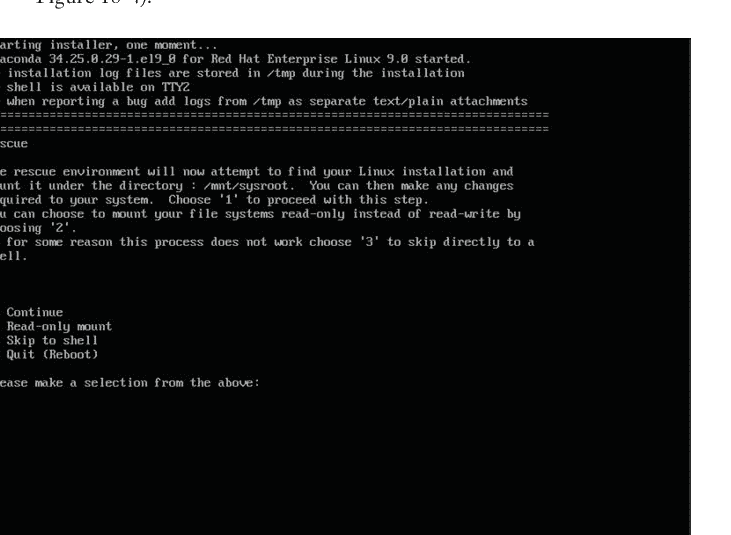 Figure 18-4).
arting installer, one moment...
aconda 34.25.0.29-1.el9_0 for Red Hat Enterprise Linux 9.0 started.
installation log files are stored in /tmp during the installation
shell is available on TTY2
when reporting a bug add logs from /tmp as separate text/plain attachments
================================================================================
================================================================================
scue
e rescue environment will now attempt to find your Linux installation and
unt it under the directory : /mnt/sysroot.  You can then make any changes
quired to your system.  Choose '1' to proceed with this step.
u can choose to mount your file systems read-only instead of read-write by
oosing '2'.
for some reason this process does not work choose '3' to skip directly to a
ell.
Continue
Read-only mount
Skip to shell
Quit (Reboot)
ease make a selection from the above: